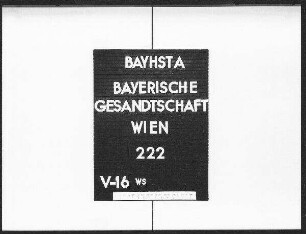 BAYHSTA
BAYERISCHE
GESANDTSCHAFT
WIEN
222
V-16 WS